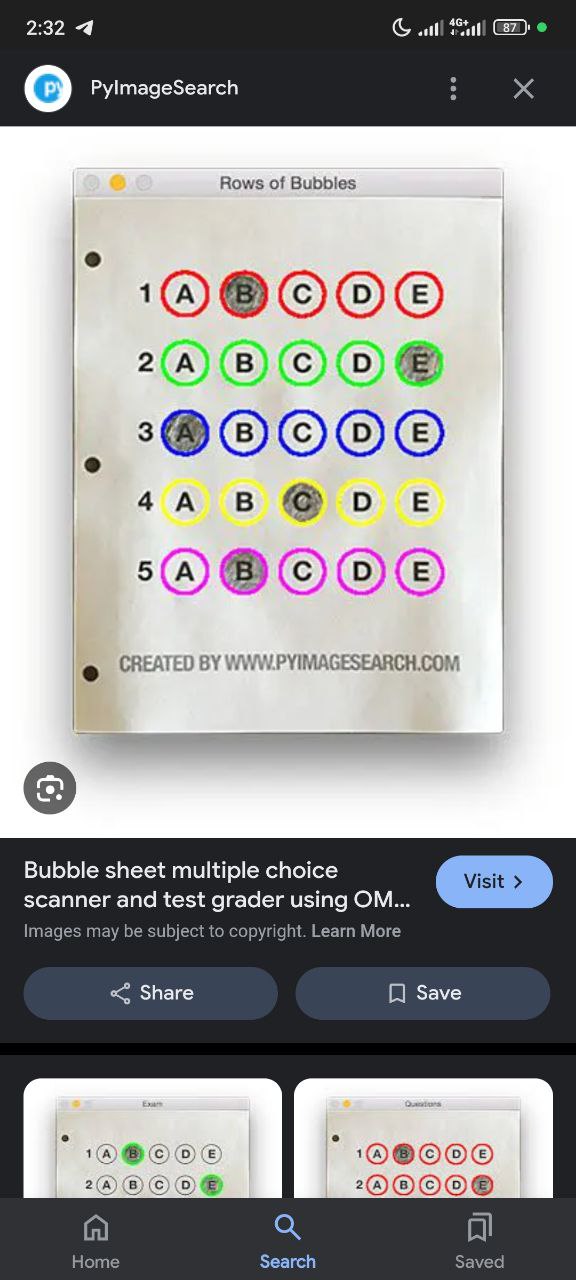 2:32 4G+ 87
PyImageSearch
Rows of Bubbles
1 A B C D E
2 A B C D E
3 A B C D E
4 A B C D E
5 A B C D E
CREATED BY WWW.PYIMAGESEARCH.COM
Bubble sheet multiple choice
scanner and test grader using OM...
Visit
Images may be subject to copyright. Learn More
Share Save
Exam
1 A B C D E
2 A B C D E
Questions
1 A B C D E
2 A B C D E
Home Search Saved